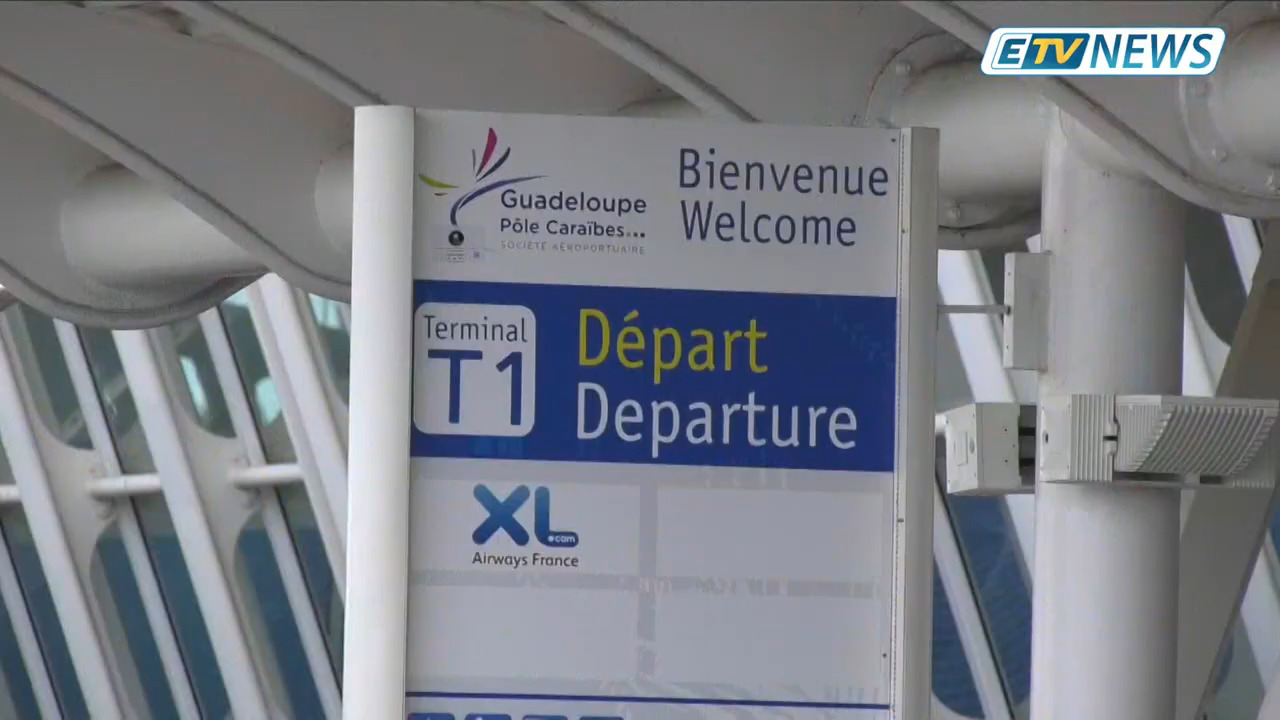 ETV NEWS
Guadeloupe
Pôle Caraïbes...
SOCIÉTÉ AÉROPORTUAIRE
Bienvenue
Welcome
Terminal
T1
Départ
Departure
XL
.com
Airways France